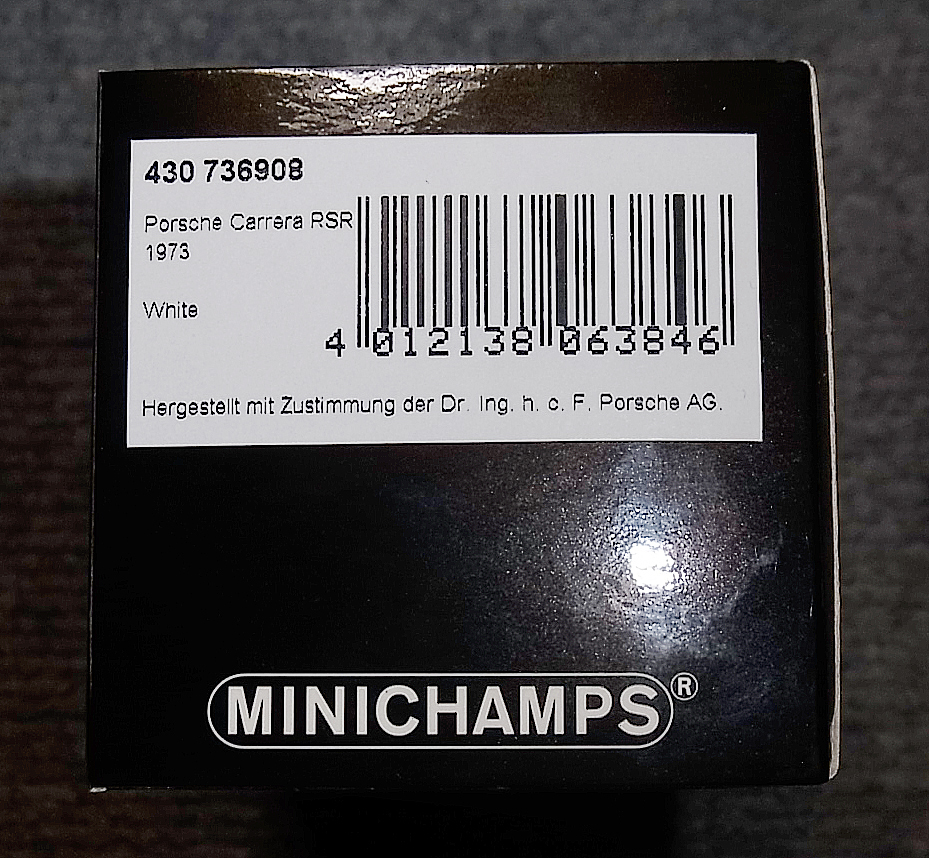 430 736908
Porsche Carrera RSR
1973
White
4 012138 063846
Hergestellt mit Zustimmung der Dr. Ing. h. c. F. Porsche AG.
MINICHAMPS®